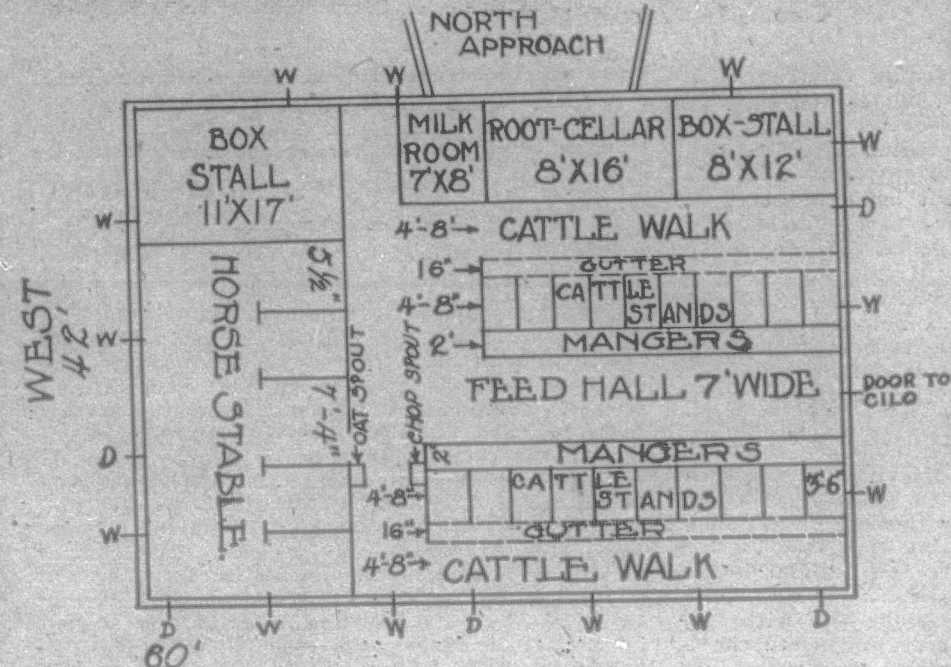 NORTH
APPROACH
W W W
BOX
STALL
11'X17'
MILK
ROOM
7'X8'
ROOT-CELLAR
8'X16'
BOX-STALL
8'X12'
W
W
D
4'-8" CATTLE WALK
16" GUTTER
4'-8" CATTLE
STANDS
W
2' MANGERS
FEED HALL 7'WIDE
DOOR TO
CILO
WEST
42'
W
D
W
HORSE STABLE.
5½"
7'-4"
OAT SPOUT
CHOP SPOUT
2' MANGERS
4'-8" CATTLE
STANDS
3'6"
W
16" GUTTER
4'-8" CATTLE WALK
D W W D W W D
60'